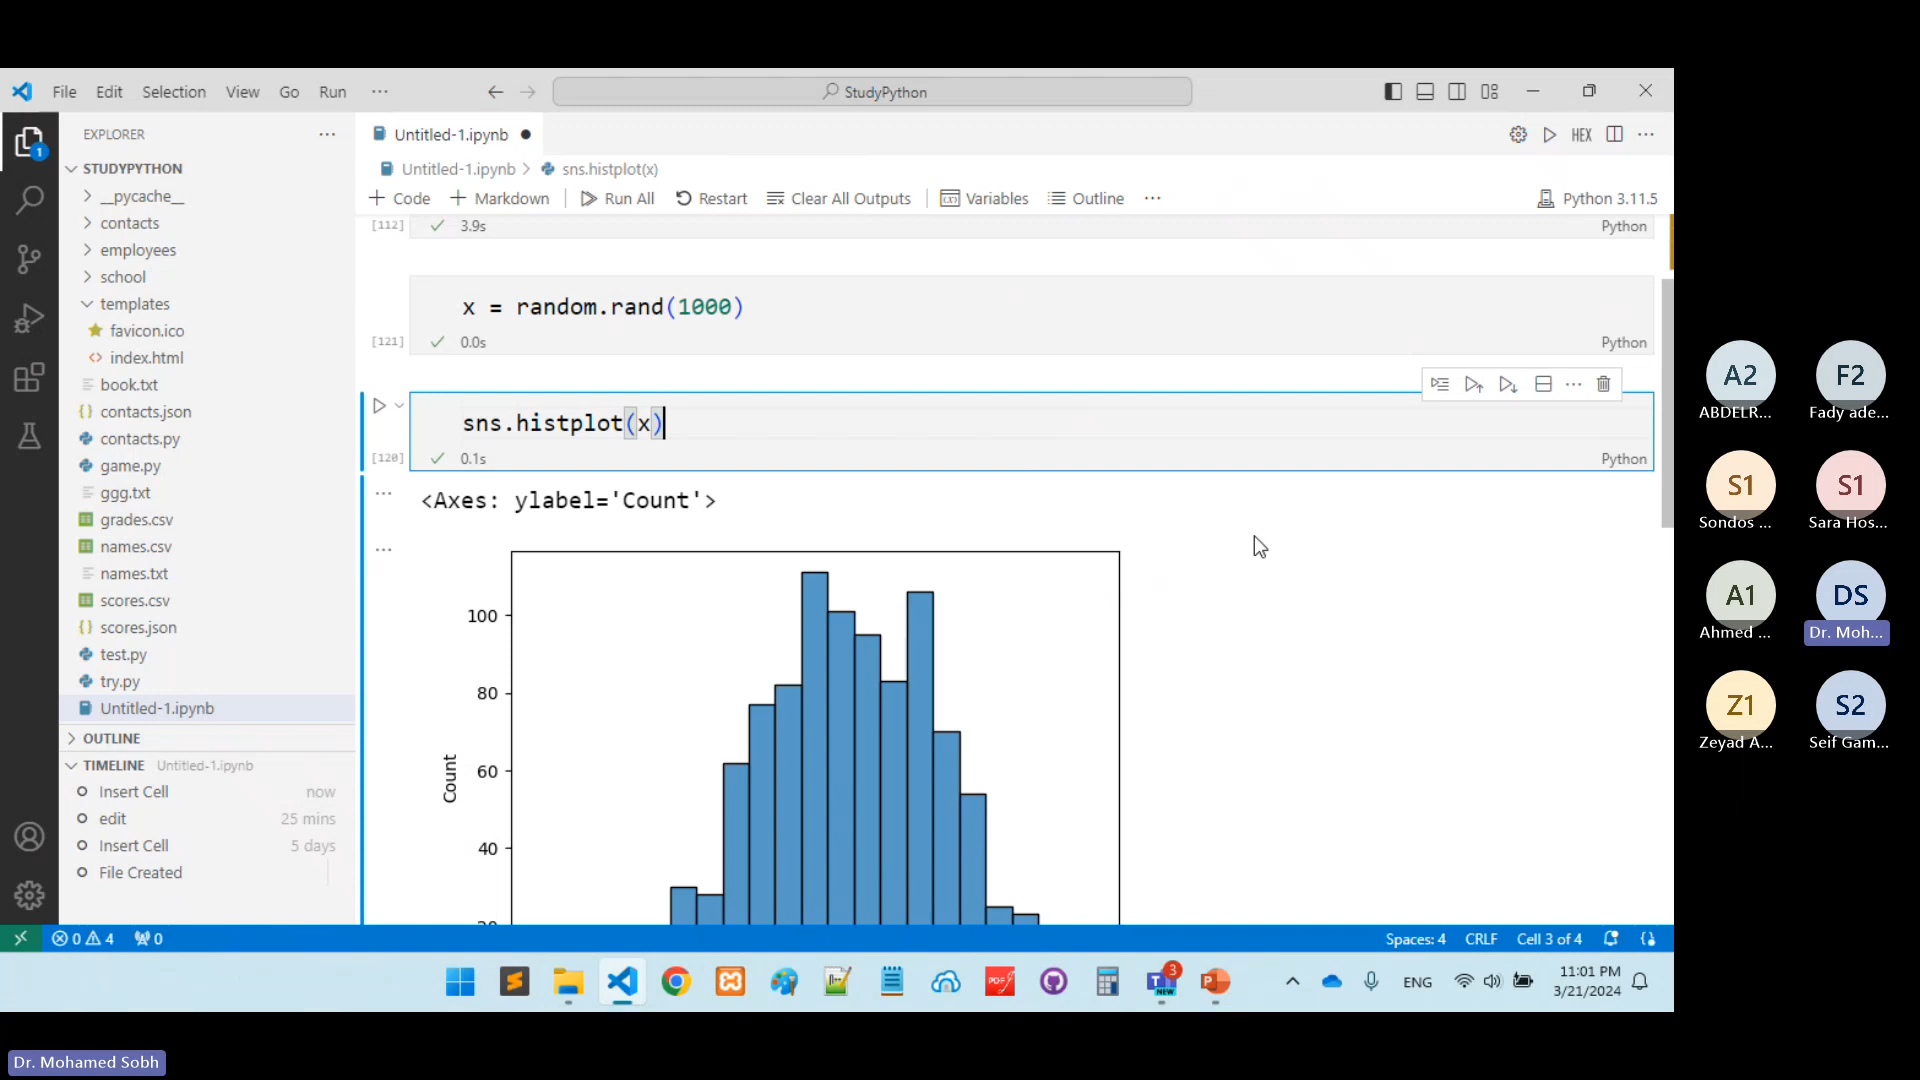 File Edit Selection View Go Run ···
StudyPython
EXPLORER
Untitled-1.ipynb
HEX
STUDYPYTHON
Untitled-1.ipynb > sns.histplot(x)
__pycache__
contacts
employees
school
templates
favicon.ico
index.html
book.txt
contacts.json
contacts.py
game.py
ggg.txt
grades.csv
names.csv
names.txt
scores.csv
scores.json
test.py
try.py
Untitled-1.ipynb
OUTLINE
TIMELINE Untitled-1.ipynb
Insert Cell now
edit 25 mins
Insert Cell 5 days
File Created
+ Code + Markdown Run All Restart Clear All Outputs Variables Outline ··· Python 3.11.5
[112] 3.9s Python
x = random.rand(1000)
[121] 0.0s Python
sns.histplot(x)
[120] 0.1s Python
<Axes: ylabel='Count'>
100
80
60
40
Count
0 4 0
Spaces: 4 CRLF Cell 3 of 4
1
3
NEW
PDF
ENG
11:01 PM
3/21/2024
A2
ABDELR...
F2
Fady ade...
S1
Sondos ...
S1
Sara Hos...
A1
Ahmed ...
DS
Dr. Moh...
Z1
Zeyad A...
S2
Seif Gam...
Dr. Mohamed Sobh